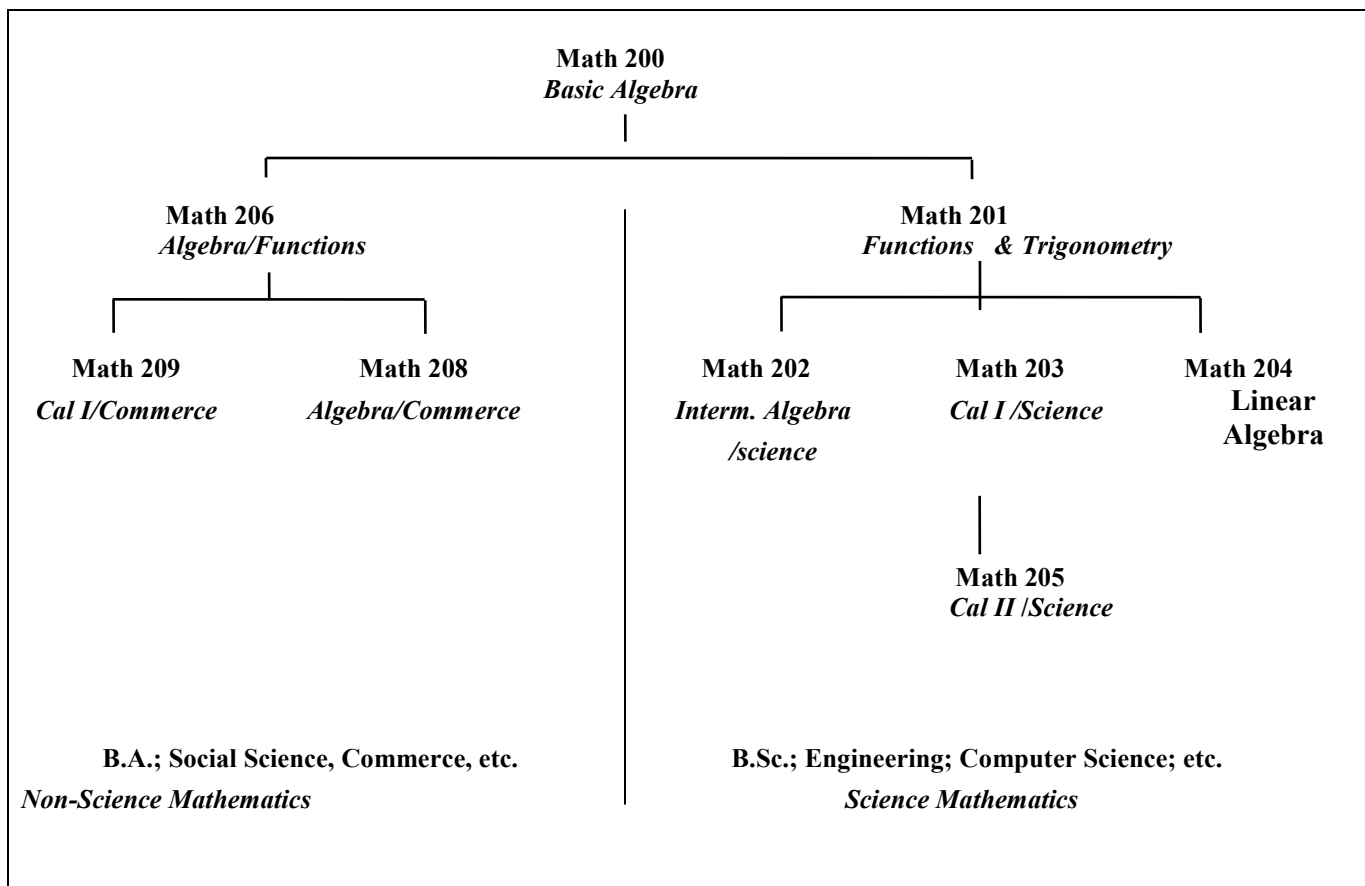 Math 200
Basic Algebra
Math 206
Algebra/Functions
Math 201
Functions & Trigonometry
Math 209
Cal I/Commerce
Math 208
Algebra/Commerce
Math 202
Interm. Algebra
/science
Math 203
Cal I /Science
Math 204
Linear
Algebra
Math 205
Cal II /Science
B.A.; Social Science, Commerce, etc.
Non-Science Mathematics
B.Sc.; Engineering; Computer Science; etc.
Science Mathematics